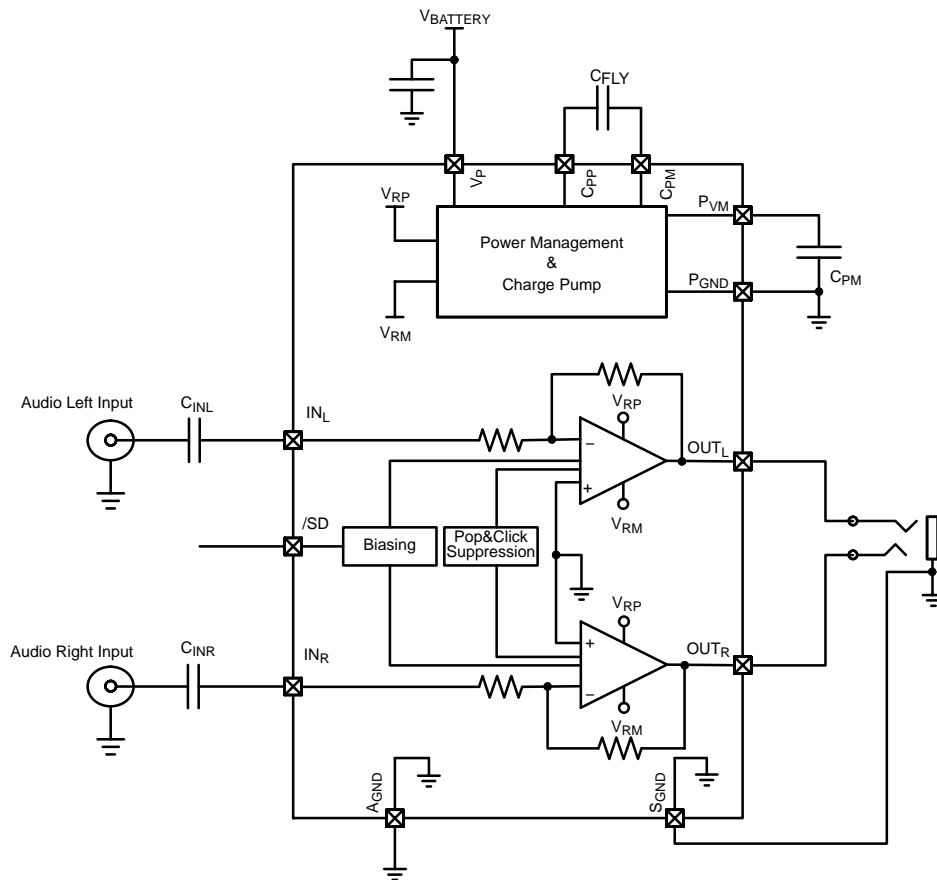 VBATTERY
CFLY
VP
CPP
CPM
VRP
PVM
Power Management
&
Charge Pump
CPM
PGND
VRM
Audio Left Input
CINL
INL
VRP
−
OUTL
+
/SD
VRM
Biasing
Pop&Click
Suppression
VRP
Audio Right Input
CINR
INR
+
OUTR
−
VRM
AGND
SGND